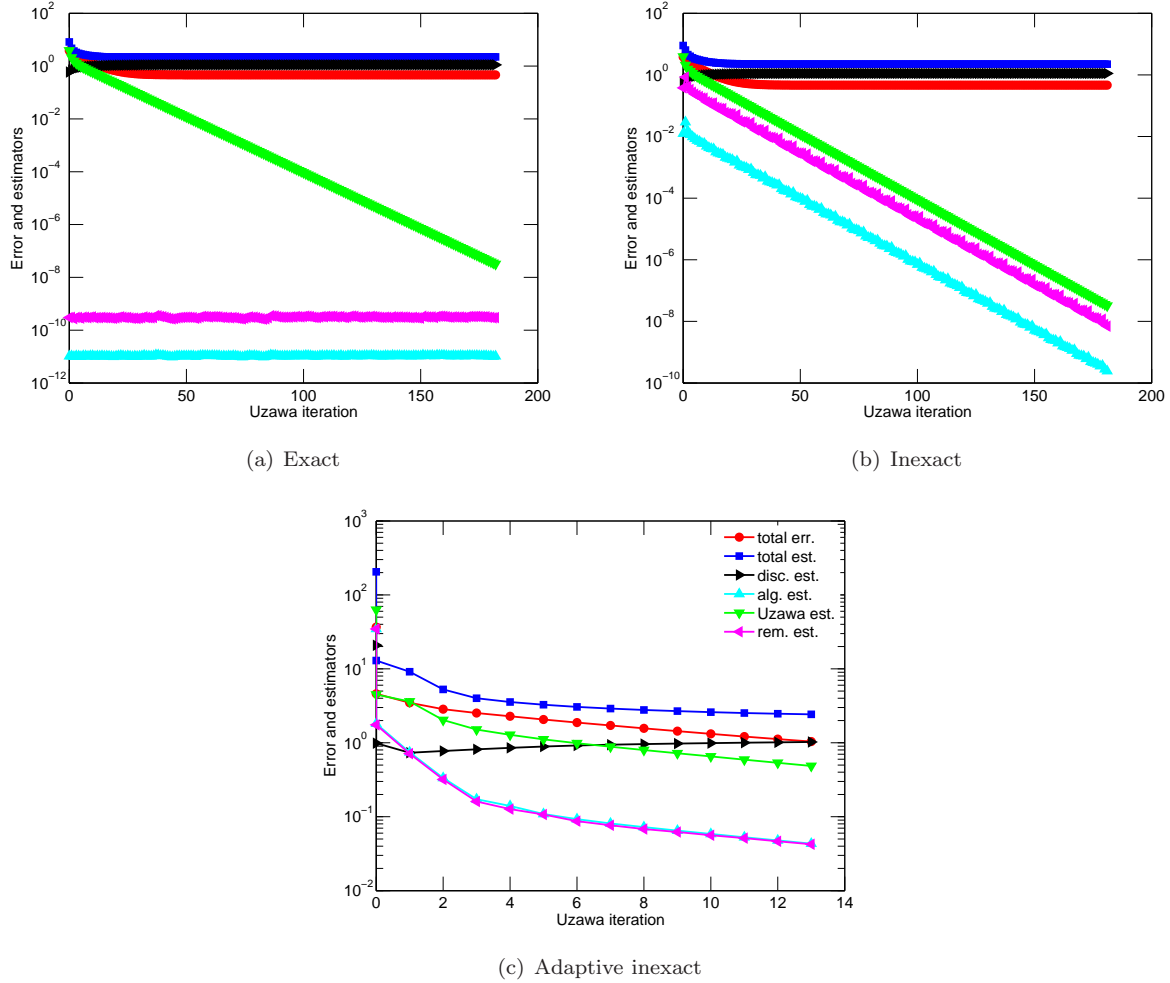 10^2
10^0
10^-2
10^-4
10^-6
10^-8
10^-10
10^-12
Error and estimators
0 50 100 150 200
Uzawa iteration
(a) Exact
10^2
10^0
10^-2
10^-4
10^-6
10^-8
10^-10
Error and estimators
0 50 100 150 200
Uzawa iteration
(b) Inexact
10^3
10^2
10^1
10^0
10^-1
10^-2
Error and estimators
total err.
total est.
disc. est.
alg. est.
Uzawa est.
rem. est.
0 2 4 6 8 10 12 14
Uzawa iteration
(c) Adaptive inexact